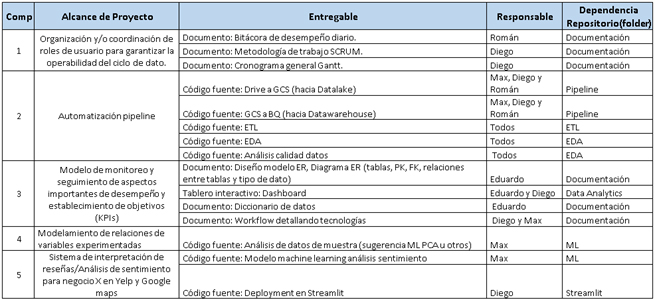 Comp Alcance de Proyecto Entregable Responsable Dependencia
Repositorio(folder)
1 Organización y/o coordinación de
roles de usuario para garantizar la
operabilidad del ciclo de dato.
Documento: Bitácora de desempeño diario. Román Documentación
Documento: Metodología de trabajo SCRUM. Diego Documentación
Documento: Cronograma general Gantt. Diego Documentación
2 Automatización pipeline
Código fuente: Drive a GCS (hacia Datalake) Max, Diego y
Román Pipeline
Código fuente: GCS a BQ (hacia Datawarehouse) Max, Diego y
Román Pipeline
Código fuente: ETL Todos ETL
Código fuente: EDA Todos EDA
Código fuente: Análisis calidad datos Todos EDA
3 Modelo de monitoreo y
seguimiento de aspectos
importantes de desempeño y
establecimiento de objetivos
(KPIs)
Documento: Diseño modelo ER, Diagrama ER (tablas, PK, FK, relaciones
entre tablas y tipo de dato) Eduardo Documentación
Tablero interactivo: Dashboard Eduardo y Diego Data Analytics
Documento: Diccionario de datos Eduardo Documentación
Documento: Workflow detallando tecnologías Diego y Max Documentación
4 Modelamiento de relaciones de
variables experimentadas
Código fuente: Análisis de datos de muestra (sugerencia ML PCA u otros) Max ML
5 Sistema de interpretación de
reseñas/Análisis de sentimiento
para negocio X en Yelp y Google
maps
Código fuente: Modelo machine learning análisis sentimiento Max ML
Código fuente: Deployment en Streamlit Diego Streamlit